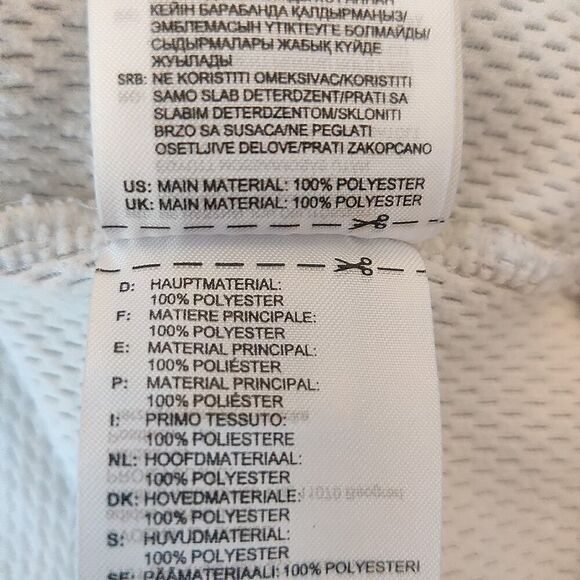 КЕЙІН БАРАБАНДА ҚАЛДЫРМАҢЫЗ/
ЭМБЛЕМАСЫН ҮТІКТЕУГЕ БОЛМАЙДЫ/
СЫДЫРМАЛАРЫ ЖАБЫҚ КҮЙДЕ
ЖУЫЛАДЫ
SRB: NE KORISTITI OMEKSIVAC/KORISTITI
SAMO SLAB DETERDZENT/PRATI SA
SLABIM DETERDZENTOM/SKLONITI
BRZO SA SUSACA/NE PEGLATI
OSETLJIVE DELOVE/PRATI ZAKOPCANO
US: MAIN MATERIAL: 100% POLYESTER
UK: MAIN MATERIAL: 100% POLYESTER
D: HAUPTMATERIAL:
100% POLYESTER
F: MATIERE PRINCIPALE:
100% POLYESTER
E: MATERIAL PRINCIPAL:
100% POLIÉSTER
P: MATERIAL PRINCIPAL:
100% POLIÉSTER
I: PRIMO TESSUTO:
100% POLIESTERE
NL: HOOFDMATERIAAL:
100% POLYESTER
DK: HOVEDMATERIALE:
100% POLYESTER
S: HUVUDMATERIAL:
100% POLYESTER
SF: PÄÄMATERIAALI: 100% POLYESTERI